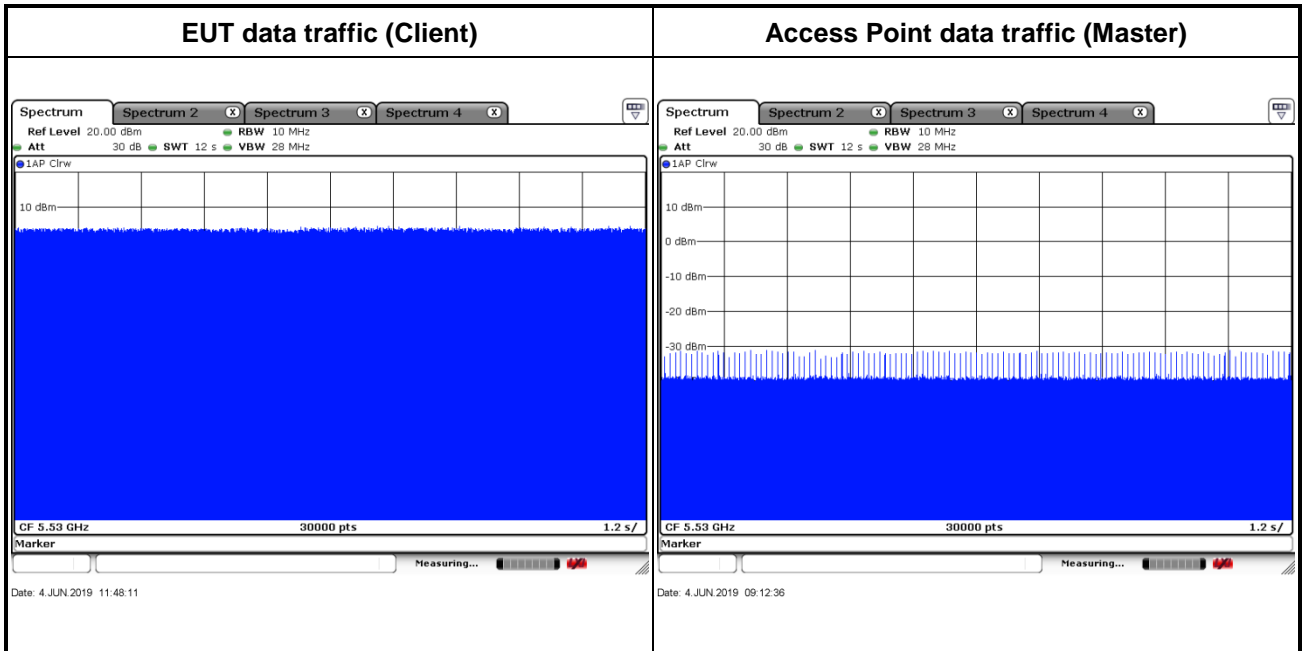 EUT data traffic (Client)
Access Point data traffic (Master)
Spectrum Spectrum 2 X Spectrum 3 X Spectrum 4 X
Ref Level 20.00 dBm RBW 10 MHz
Att 30 dB SWT 12 s VBW 28 MHz
1AP Clrw
10 dBm
CF 5.53 GHz 30000 pts 1.2 s/
Marker
Measuring...
Date: 4.JUN.2019 11:48:11
Spectrum Spectrum 2 X Spectrum 3 X Spectrum 4 X
Ref Level 20.00 dBm RBW 10 MHz
Att 30 dB SWT 12 s VBW 28 MHz
1AP Clrw
10 dBm
0 dBm
-10 dBm
-20 dBm
-30 dBm
CF 5.53 GHz 30000 pts 1.2 s/
Marker
Measuring...
Date: 4.JUN.2019 09:12:36